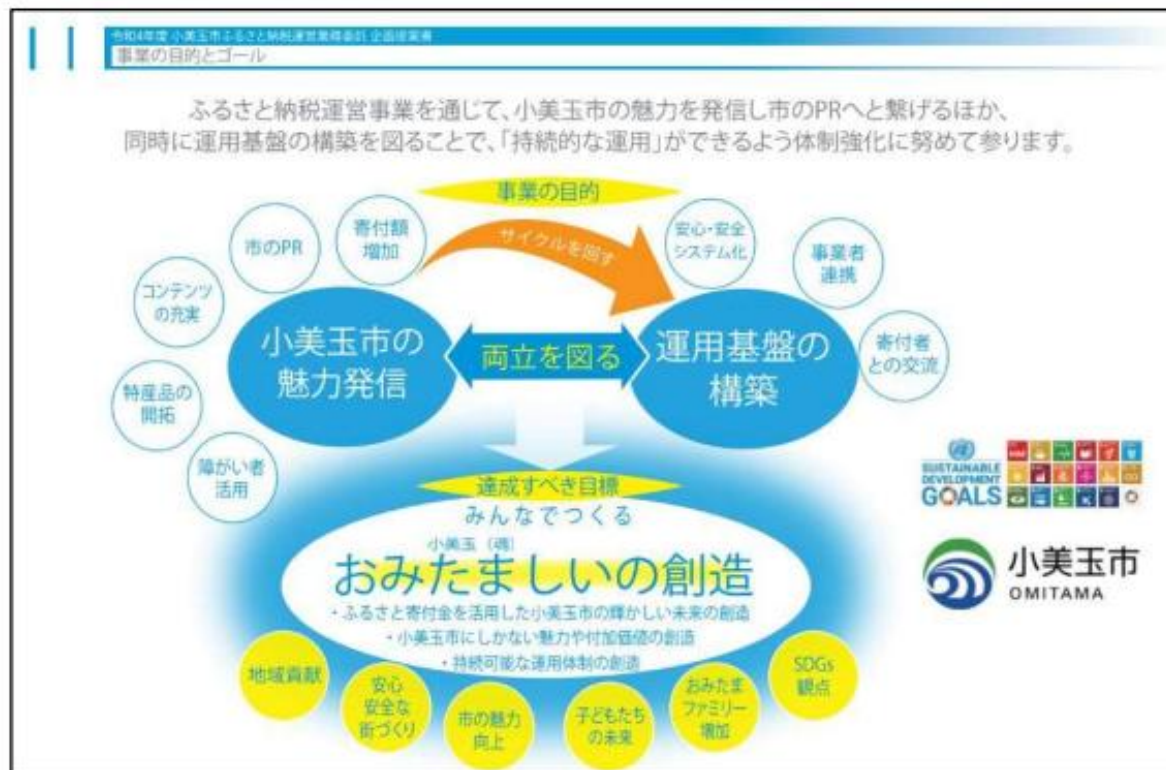 令和4年度 小美玉市ふるさと納税運営業務委託 企画提案書
事業の目的とゴール
ふるさと納税運営事業を通じて、小美玉市の魅力を発信し市のPRへと繋げるほか、
同時に運用基盤の構築を図ることで、「持続的な運用」ができるよう体制強化に努めて参ります。
事業の目的
サイクルを回す
市のPR
寄付額
増加
コンテンツ
の充実
特産品の
開拓
障がい者
活用
小美玉市の
魅力発信
両立を図る
安心・安全
システム化
事業者
連携
寄付者
との交流
運用基盤の
構築
達成すべき目標
みんなでつくる
小美玉（魂）
おみたましいの創造
・ふるさと寄付金を活用した小美玉市の輝かしい未来の創造
・小美玉市にしかない魅力や付加価値の創造
・持続可能な運用体制の創造
地域貢献
安心
安全な
街づくり
市の魅力
向上
子どもたち
の未来
おみたま
ファミリー
増加
SDGs
観点
SUSTAINABLE
DEVELOPMENT
GOALS
小美玉市
OMITAMA